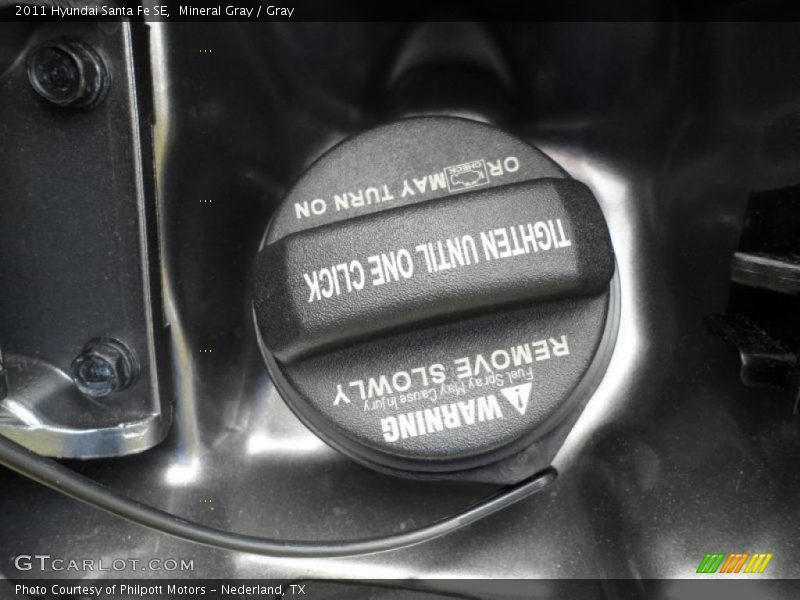 2011 Hyundai Santa Fe SE, Mineral Gray / Gray
WARNING
Fuel Spray May Cause Injury
REMOVE SLOWLY
TIGHTEN UNTIL ONE CLICK
OR CHECK MAY TURN ON
GTCARLOT.COM
Photo Courtesy of Philpott Motors - Nederland, TX